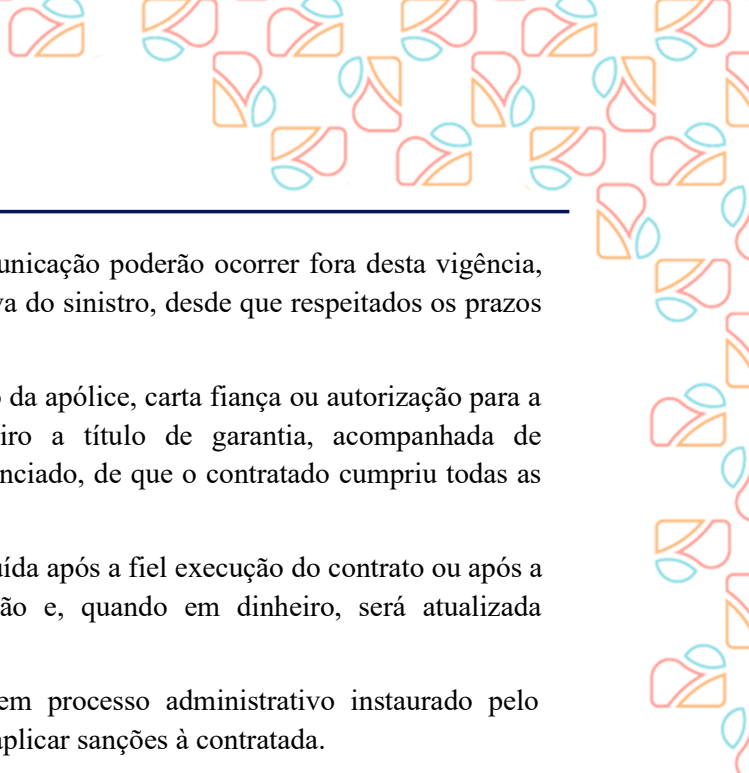 unicação poderão ocorrer fora desta vigência,
va do sinistro, desde que respeitados os prazos
da apólice, carta fiança ou autorização para a
iro a título de garantia, acompanhada de
nciado, de que o contratado cumpriu todas as
uída após a fiel execução do contrato ou após a
ão e, quando em dinheiro, será atualizada
em processo administrativo instaurado pelo
aplicar sanções à contratada.